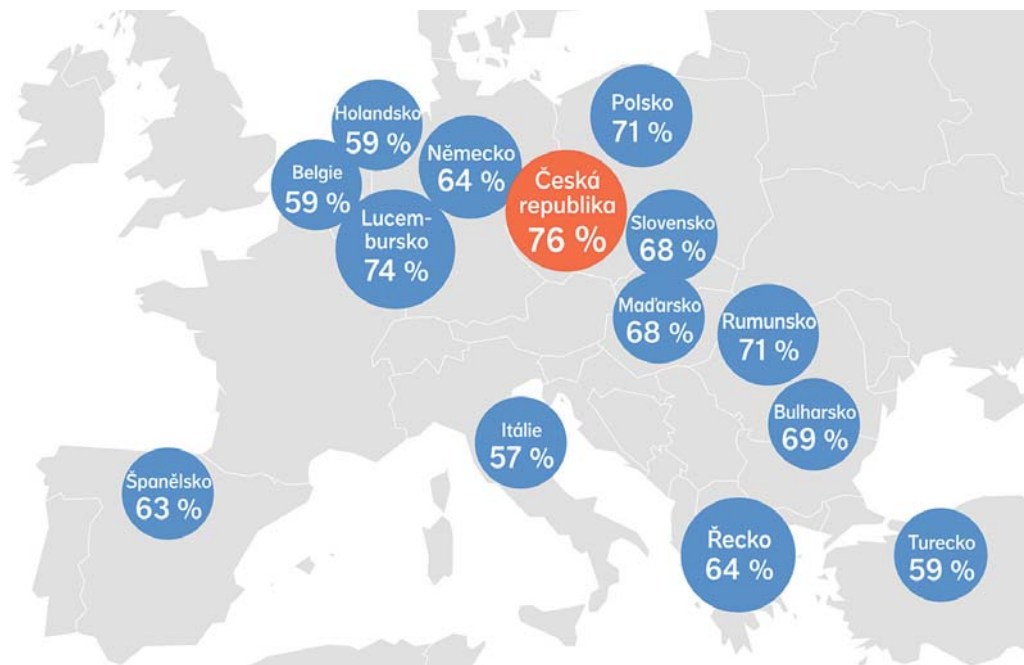 Holandsko
59 %
Polsko
71 %
Německo
64 %
Belgie
59 %
Česká
republika
76 %
Lucem-
bursko
74 %
Slovensko
68 %
Maďarsko
68 %
Rumunsko
71 %
Bulharsko
69 %
Itálie
57 %
Španělsko
63 %
Řecko
64 %
Turecko
59 %